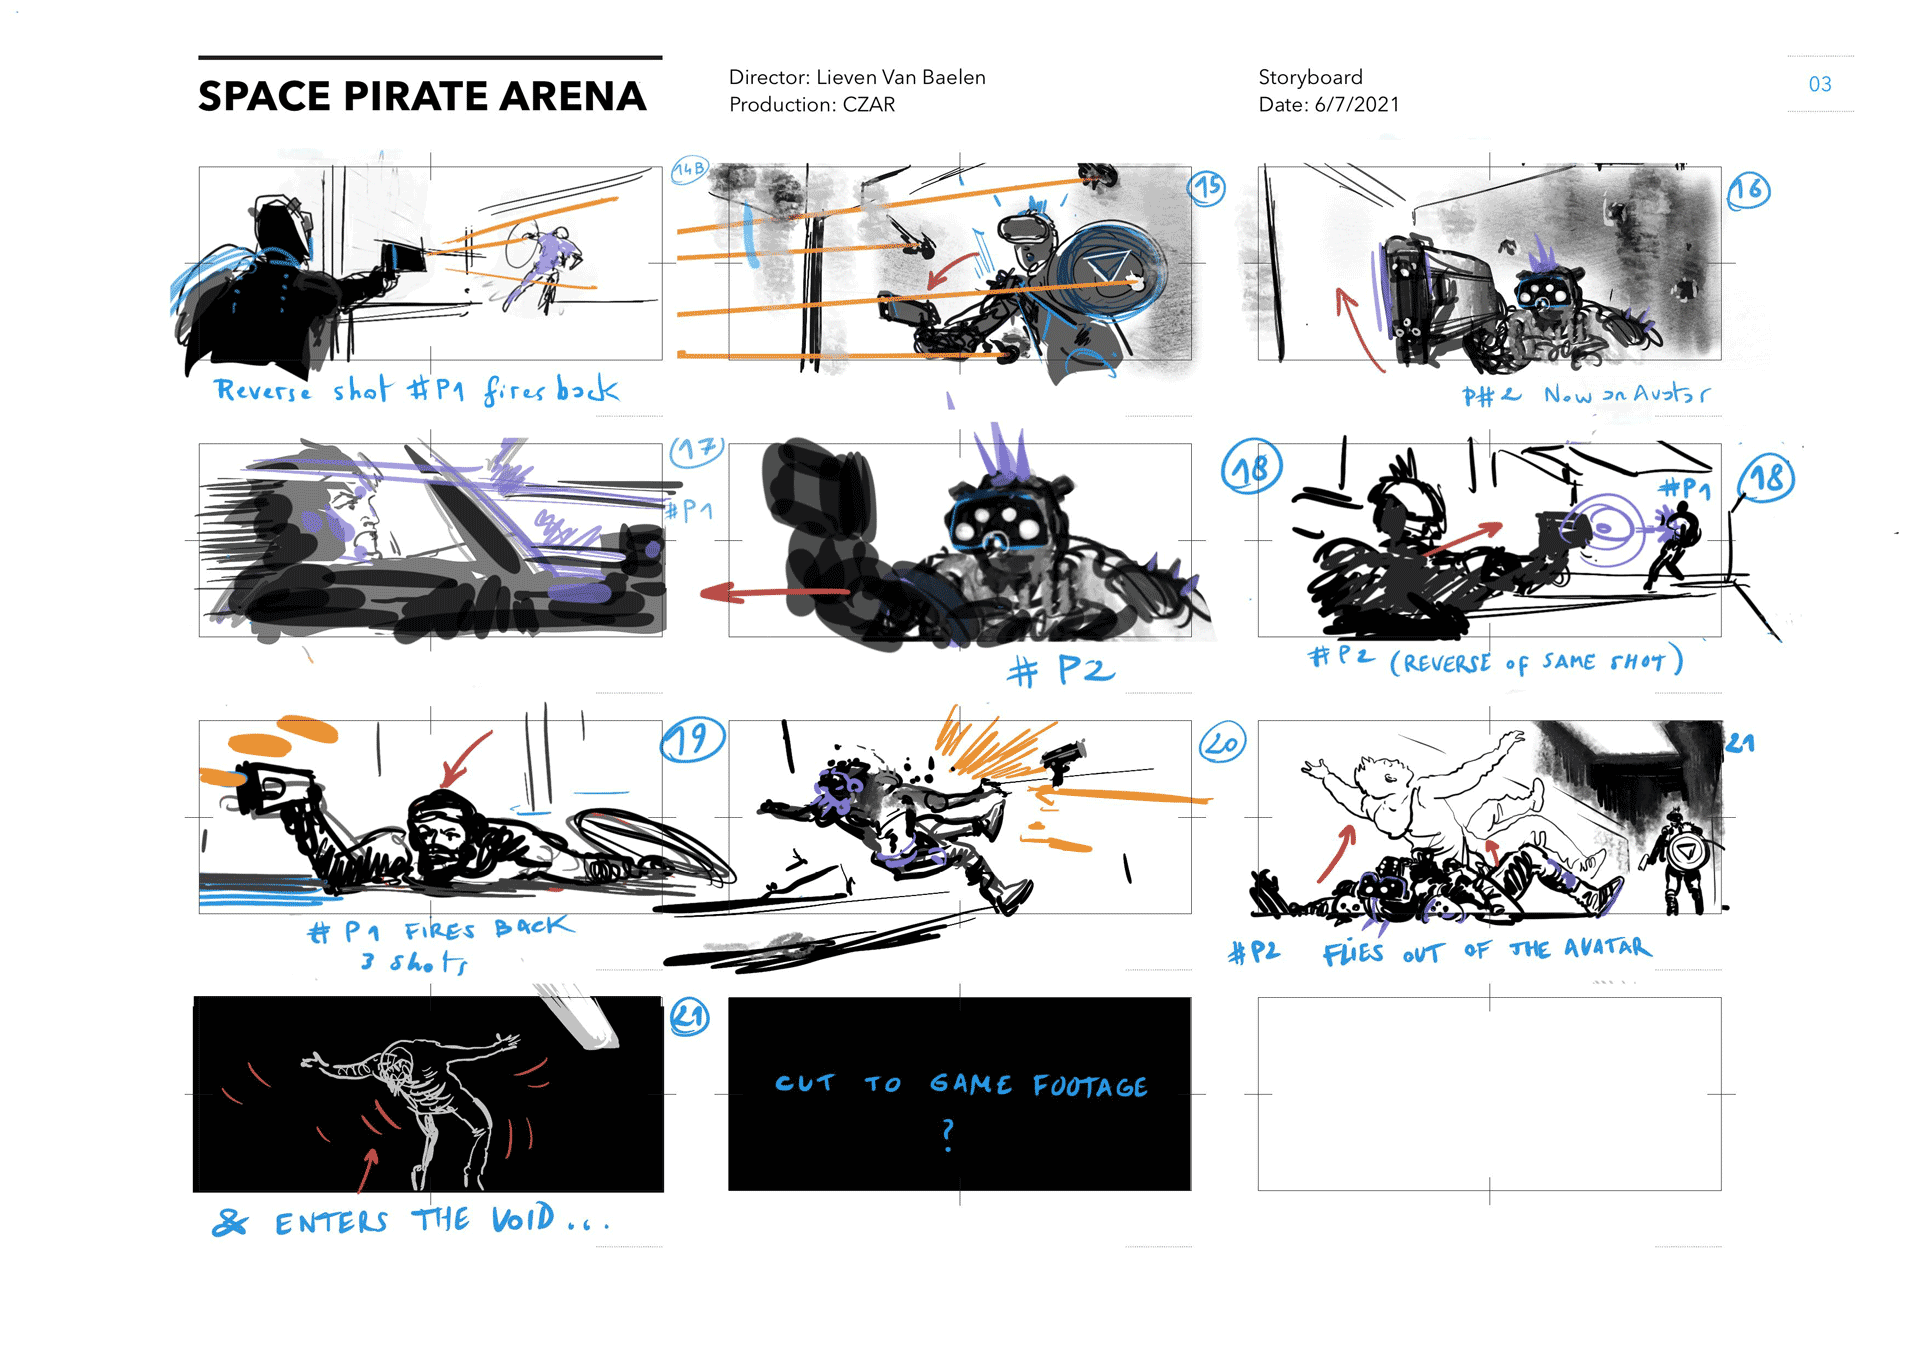 SPACE PIRATE ARENA
Director: Lieven Van Baelen
Production: CZAR
Storyboard
Date: 6/7/2021
03
14B
15
16
Reverse shot #P1 fires back
P#2 Now an Avatar
17
#P1
18
#P1
18
# P2
#P2 (REVERSE OF SAME SHOT)
19
20
21
# P1 FIRES BACK
3 shots
#P2 FLIES OUT OF THE AVATAR
21
CUT TO GAME FOOTAGE
?
& ENTERS THE VOID...